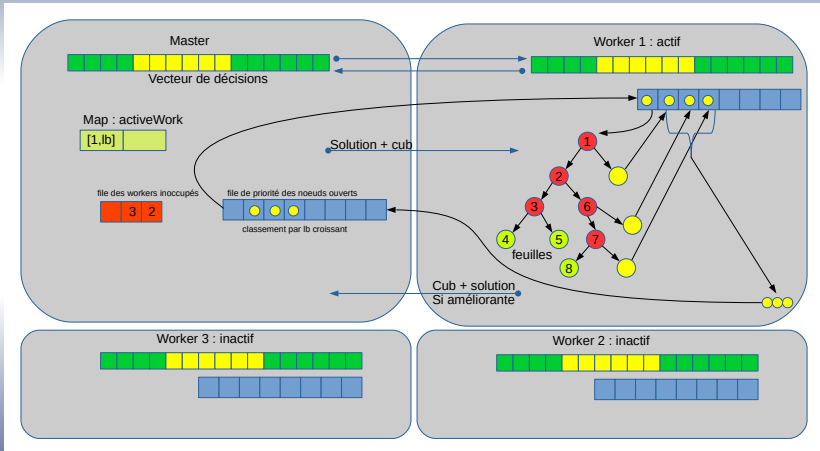 Master
Vecteur de décisions
Map : activeWork
[1,lb]
file des workers inoccupés
3 2
file de priorité des noeuds ouverts
classement par lb croissant
Solution + cub
Cub + solution
Si améliorante
Worker 1 : actif
1
2
3
6
4
5
7
feuilles
8
Worker 3 : inactif
Worker 2 : inactif